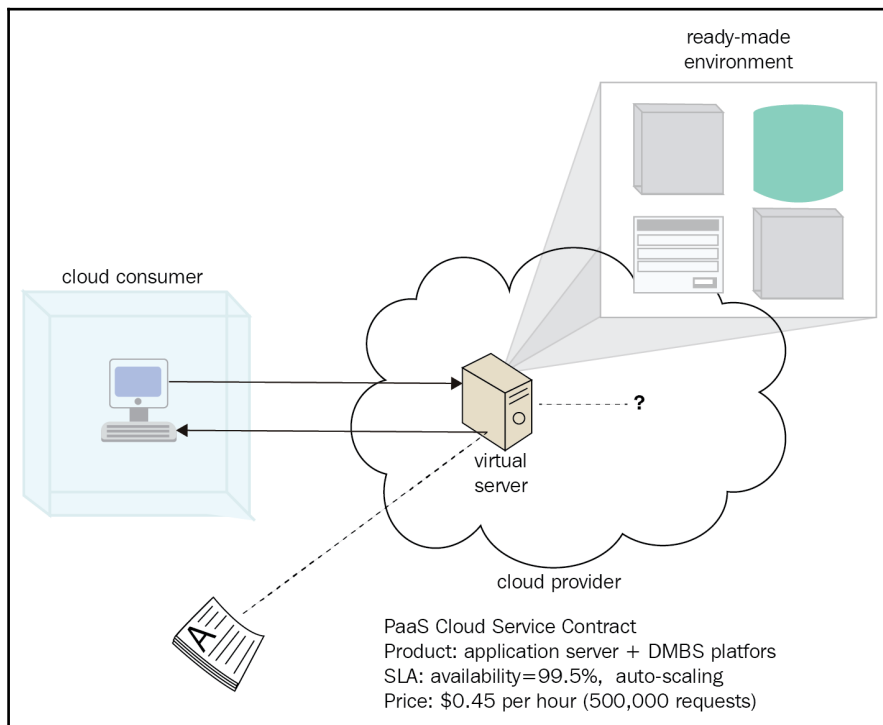 ready-made
environment
cloud consumer
?
virtual
server
cloud provider
A
PaaS Cloud Service Contract
Product: application server + DMBS platfors
SLA: availability=99.5%, auto-scaling
Price: $0.45 per hour (500,000 requests)